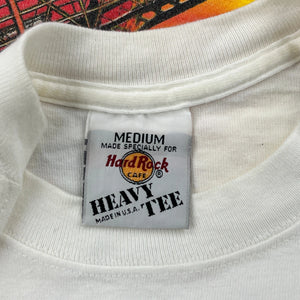 MEDIUM
MADE SPECIALLY FOR
Hard Rock
CAFE ®
HEAVY TEE
MADE IN U.S.A.